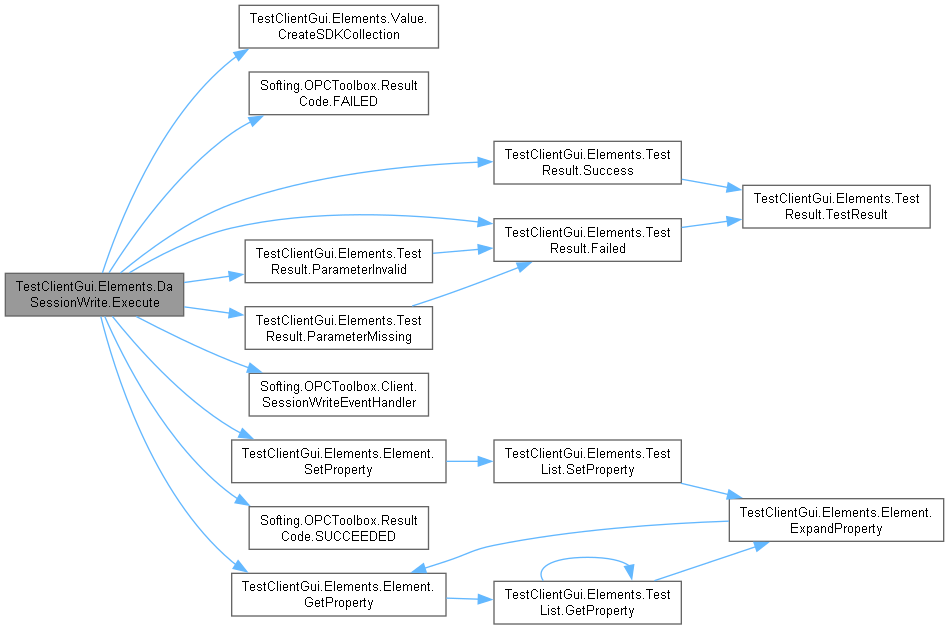 TestClientGui.Elements.Value.
CreateSDKCollection
Softing.OPCToolbox.Result
Code.FAILED
TestClientGui.Elements.Test
Result.Success
TestClientGui.Elements.Test
Result.TestResult
TestClientGui.Elements.Test
Result.Failed
TestClientGui.Elements.Test
Result.ParameterInvalid
TestClientGui.Elements.Da
SessionWrite.Execute
TestClientGui.Elements.Test
Result.ParameterMissing
Softing.OPCToolbox.Client.
SessionWriteEventHandler
TestClientGui.Elements.Element.
SetProperty
TestClientGui.Elements.Test
List.SetProperty
TestClientGui.Elements.Element.
ExpandProperty
Softing.OPCToolbox.Result
Code.SUCCEEDED
TestClientGui.Elements.Element.
GetProperty
TestClientGui.Elements.Test
List.GetProperty